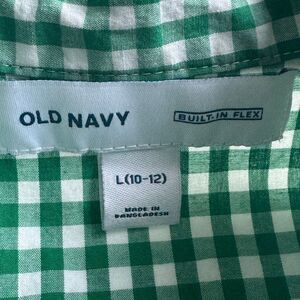 OLD NAVY
BUILT-IN FLEX
L(10-12)
MADE IN
BANGLADESH